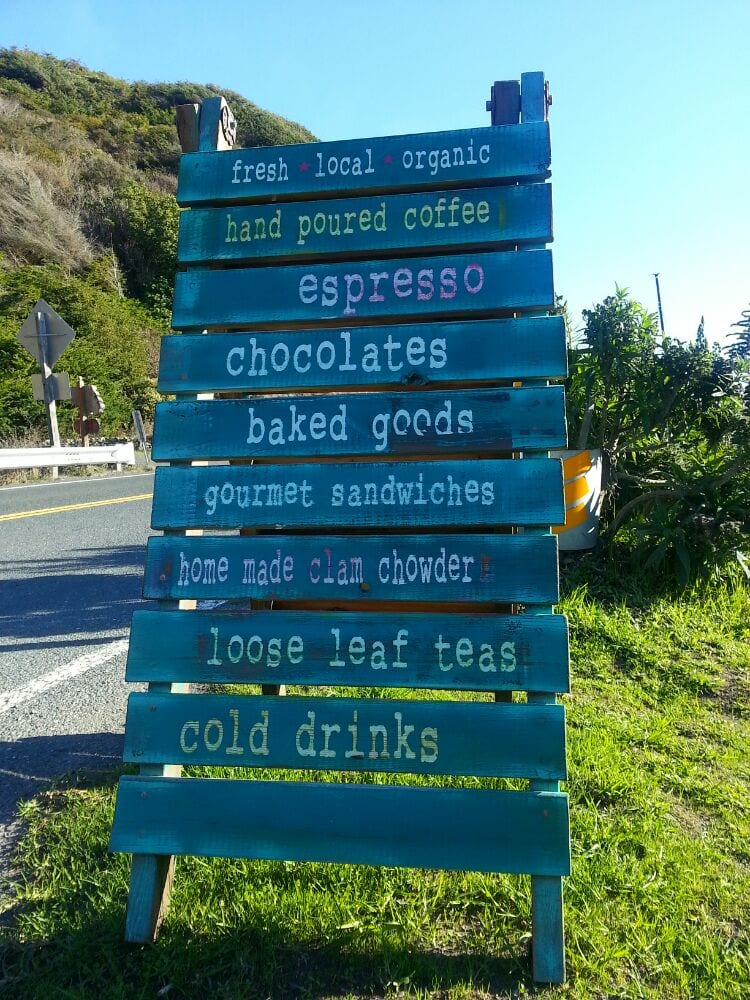 fresh ★ local ★ organic
hand poured coffee
espresso
chocolates
baked goods
gourmet sandwiches
home made clam chowder
loose leaf teas
cold drinks